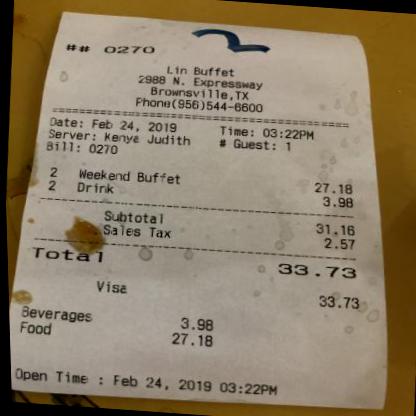 2
## 0270
Lin Buffet
2988 N. Expressway
Brownsville,TX
Phone(956)544-6600
Date: Feb 24, 2019 Time: 03:22PM
Server: Kenya Judith # Guest: 1
Bill: 0270
2 Weekend Buffet 27.18
2 Drink 3.98
Subtotal 31.16
Sales Tax 2.57
Total 33.73
Visa 33.73
Beverages 3.98
Food 27.18
Open Time : Feb 24, 2019 03:22PM